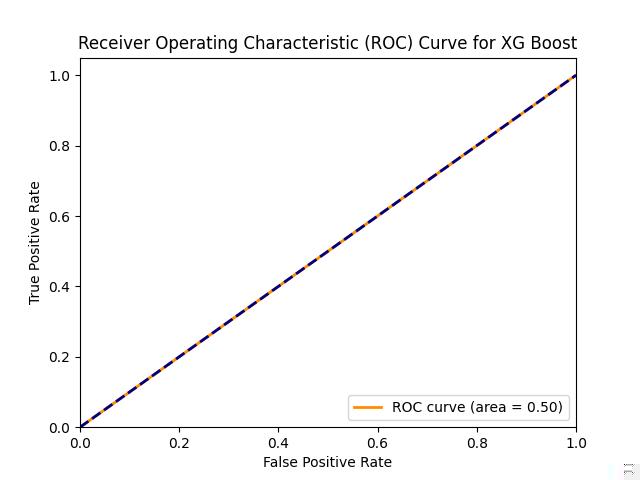 Receiver Operating Characteristic (ROC) Curve for XG Boost
1.0
0.8
0.6
0.4
0.2
0.0
True Positive Rate
ROC curve (area = 0.50)
0.0 0.2 0.4 0.6 0.8 1.0
False Positive Rate